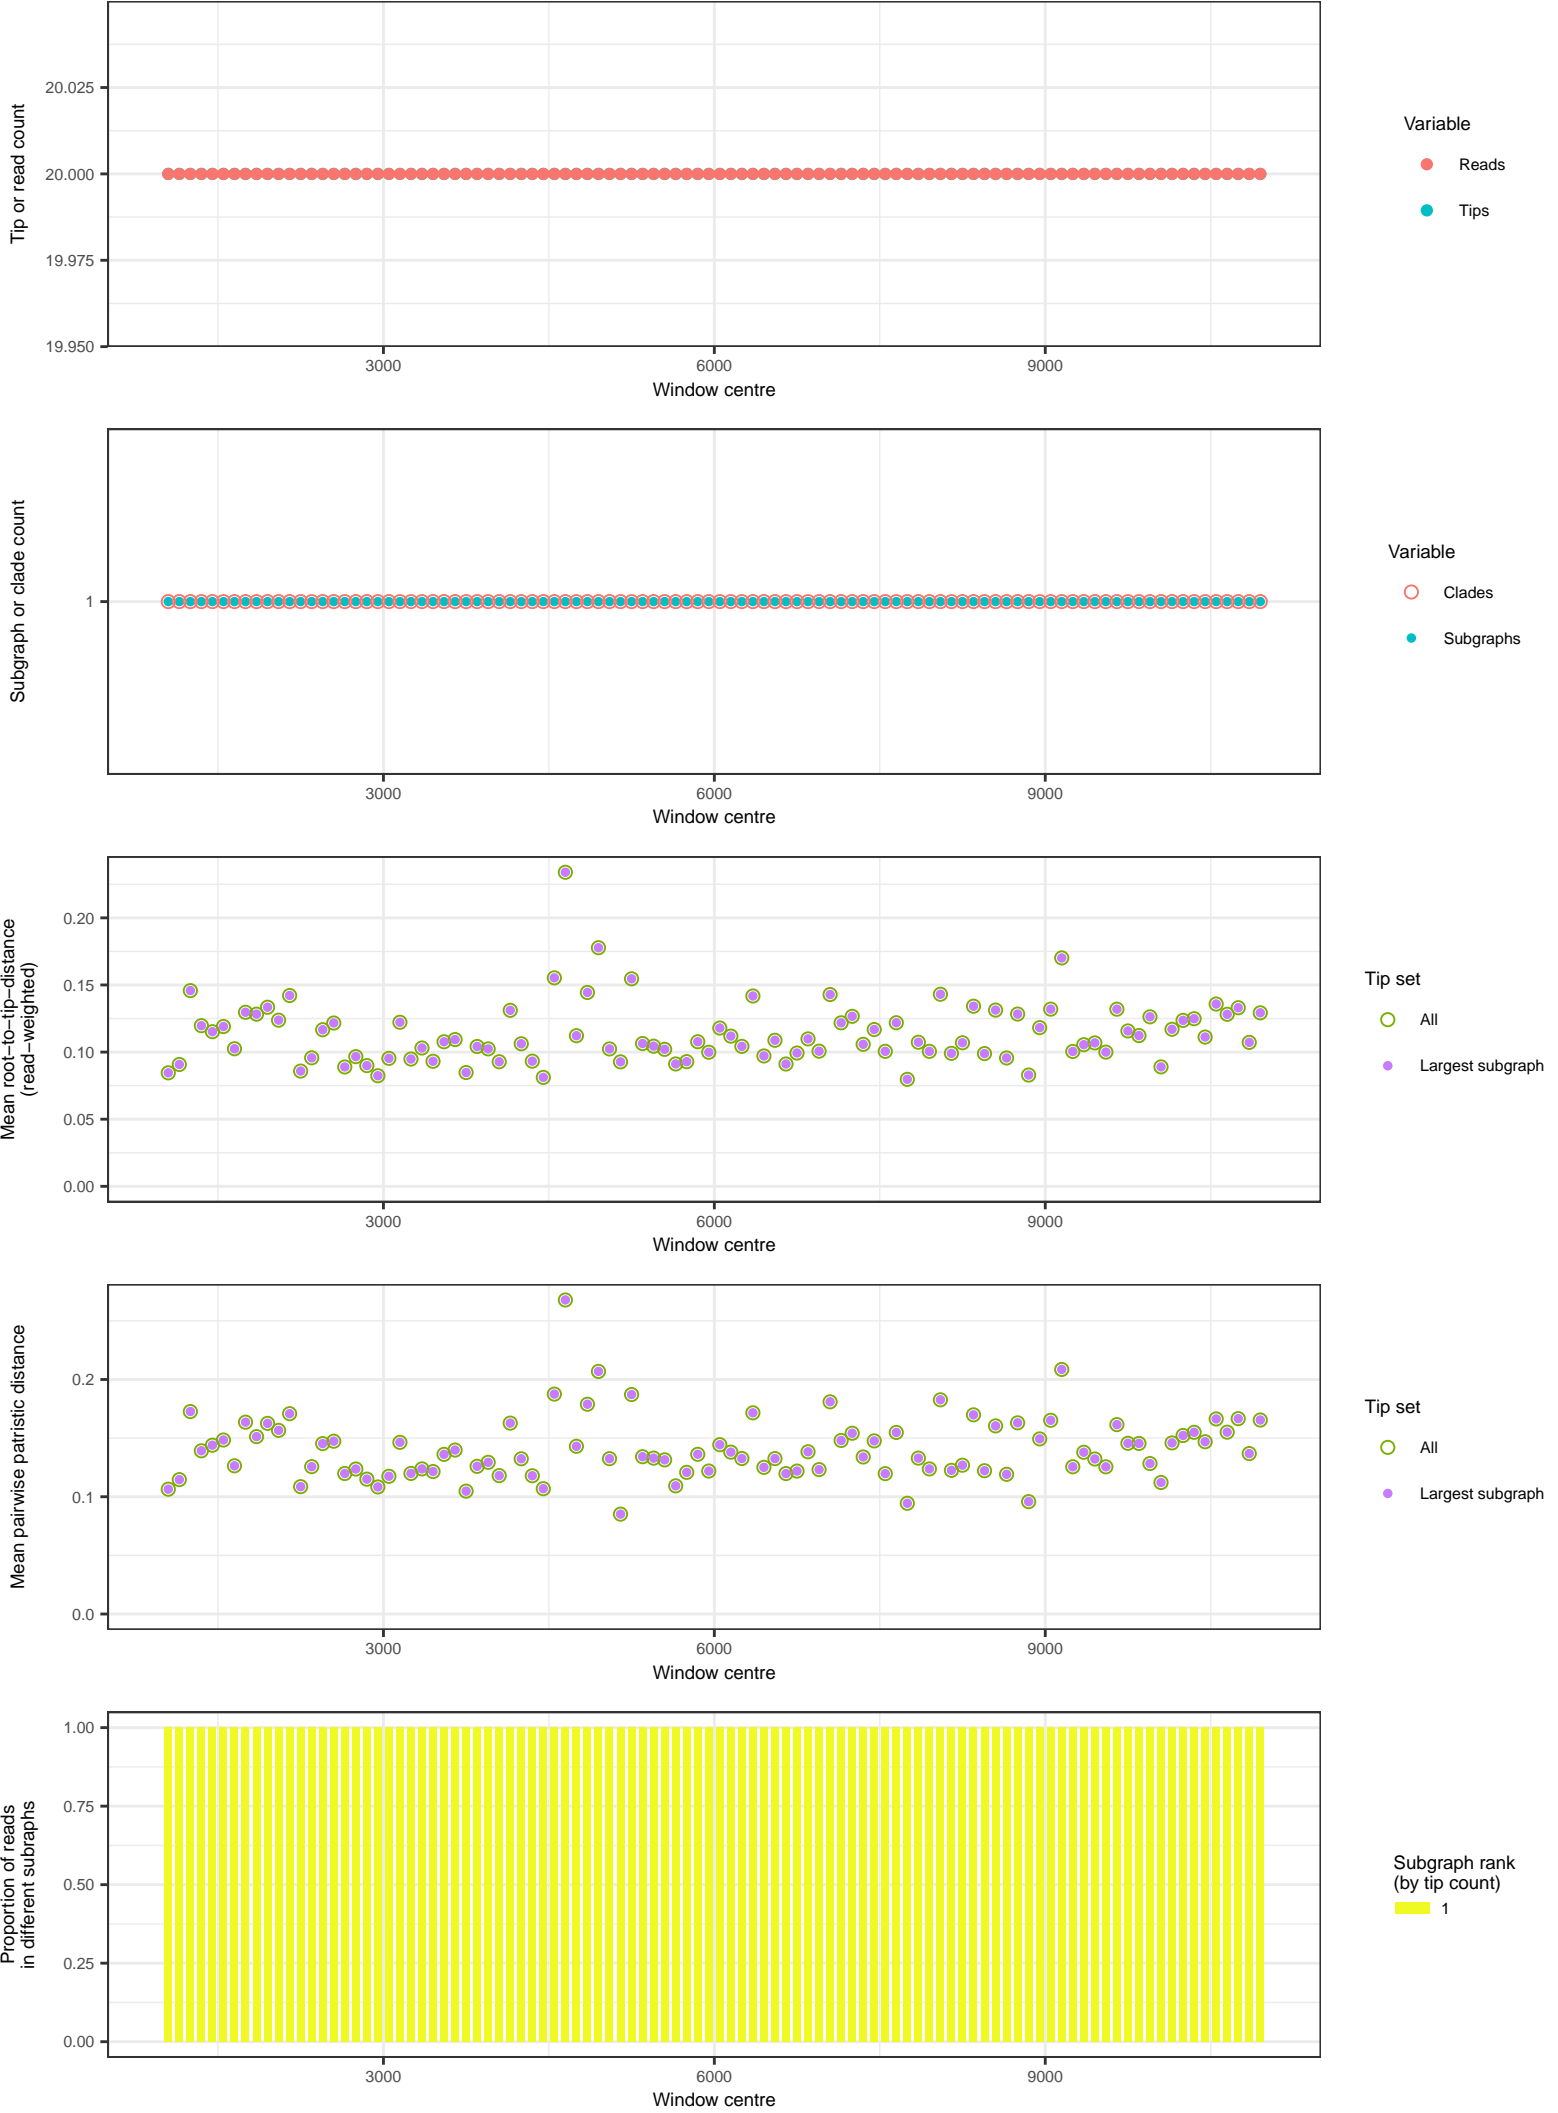 20.025
20.000
19.975
19.950
Tip or read count
3000 6000 9000
Window centre
Variable
Reads
Tips
1
Subgraph or clade count
3000 6000 9000
Window centre
Variable
Clades
Subgraphs
0.20
0.15
0.10
0.05
0.00
Mean root−to−tip−distance
(read−weighted)
3000 6000 9000
Window centre
Tip set
All
Largest subgraph
0.2
0.1
0.0
Mean pairwise patristic distance
3000 6000 9000
Window centre
Tip set
All
Largest subgraph
1.00
0.75
0.50
0.25
0.00
Proportion of reads
in different subraphs
3000 6000 9000
Window centre
Subgraph rank
(by tip count)
1